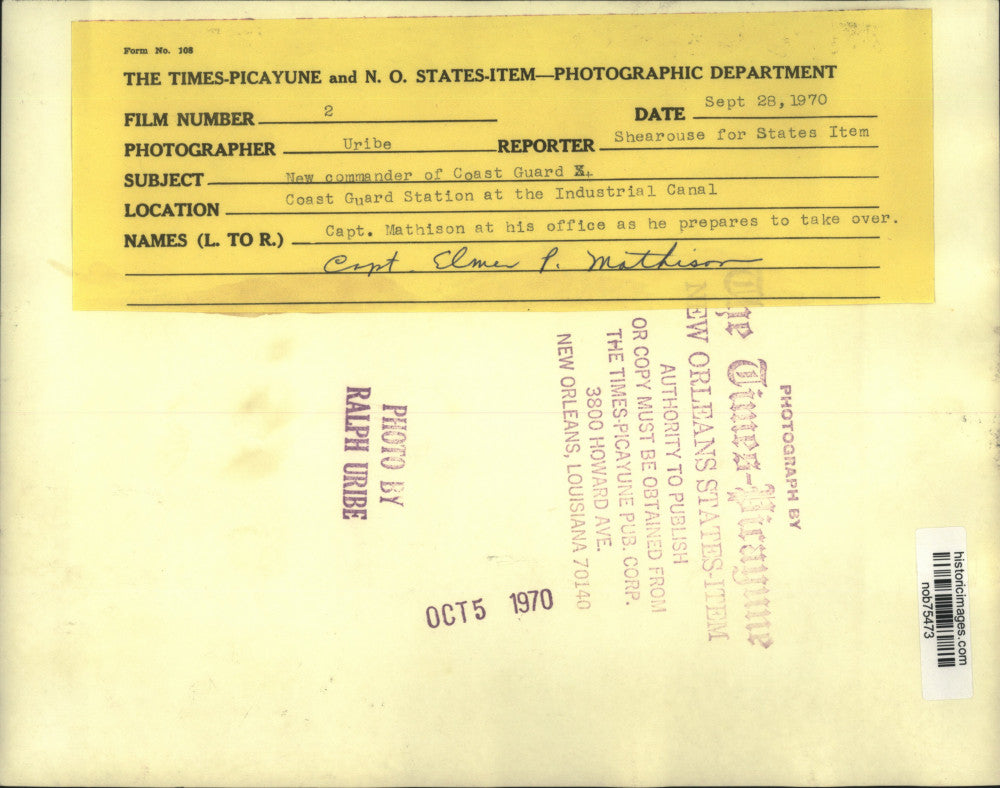 Form No. 108
THE TIMES-PICAYUNE and N. O. STATES-ITEM—PHOTOGRAPHIC DEPARTMENT
FILM NUMBER 2 DATE Sept 28, 1970
PHOTOGRAPHER Uribe REPORTER Shearouse for States Item
SUBJECT New commander of Coast Guard
LOCATION Coast Guard Station at the Industrial Canal
NAMES (L. TO R.) Capt. Mathison at his office as he prepares to take over.
Capt. Elmer P. Mathison
PHOTOGRAPH BY
The Times-Picayune
NEW ORLEANS STATES-ITEM
AUTHORITY TO PUBLISH
OR COPY MUST BE OBTAINED FROM
THE TIMES-PICAYUNE PUB. CORP.
3800 HOWARD AVE.
NEW ORLEANS, LOUISIANA 70140
PHOTO BY
RALPH URIBE
OCT 5 1970
historicimages.com
nob75473